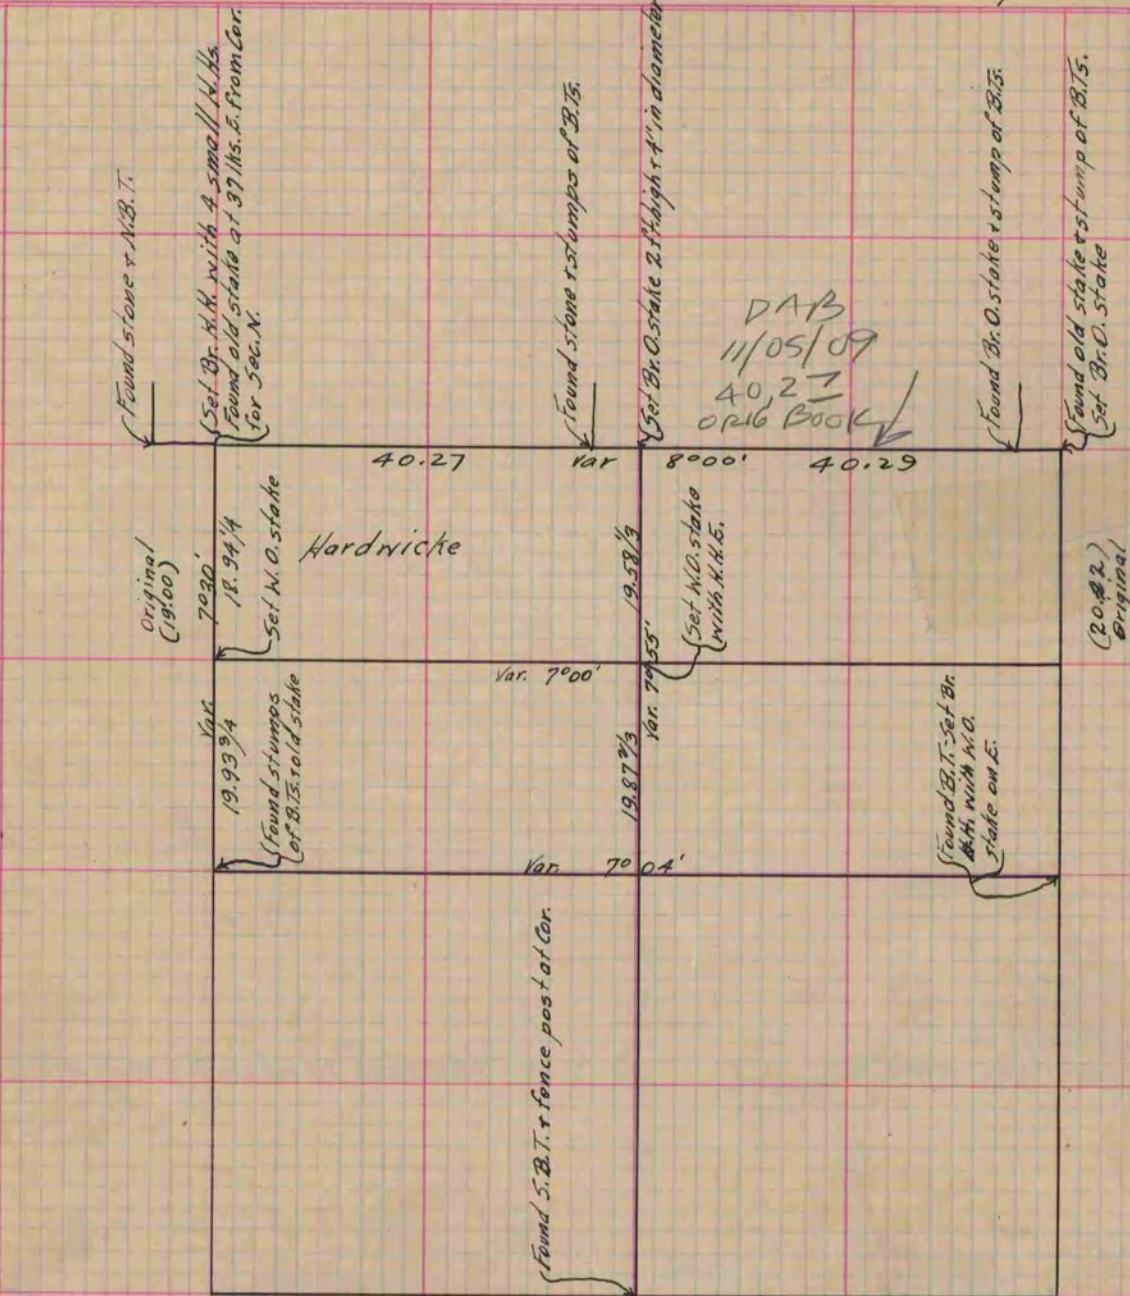 Found stone & N.B.T.
Set Br. H.H. with 4 small H.Hs.
Found old stake at 37 lks. E. from Cor.
for Sec. N.
Found stone & stumps of B.Ts.
Set Br. O. stake 2 ft. high & 4" in diameter
DAB
11/05/09
40,27
ORIG BOOK
Found Br. O. stake & stump of B.Ts.
Found old stake & stump of B.Ts.
Set Br. O. stake
40.27
Var
8°00'
40.29
Original
(19.00)
7°30'
18.94 1/4
Set W.O. stake
Hardwicke
19.58 1/3
Set W.O. stake
with H.H.E.
Original
Var. 7°00'
Var. 7°55'
Var.
19.93 3/4
Found stumps
of B.Ts. & old stake
19.87 2/3
Found B.T. - Set Br.
H.H. with W.O.
stake on E.
Var. 7°04'
Found S.B.T. & fence post at Cor.